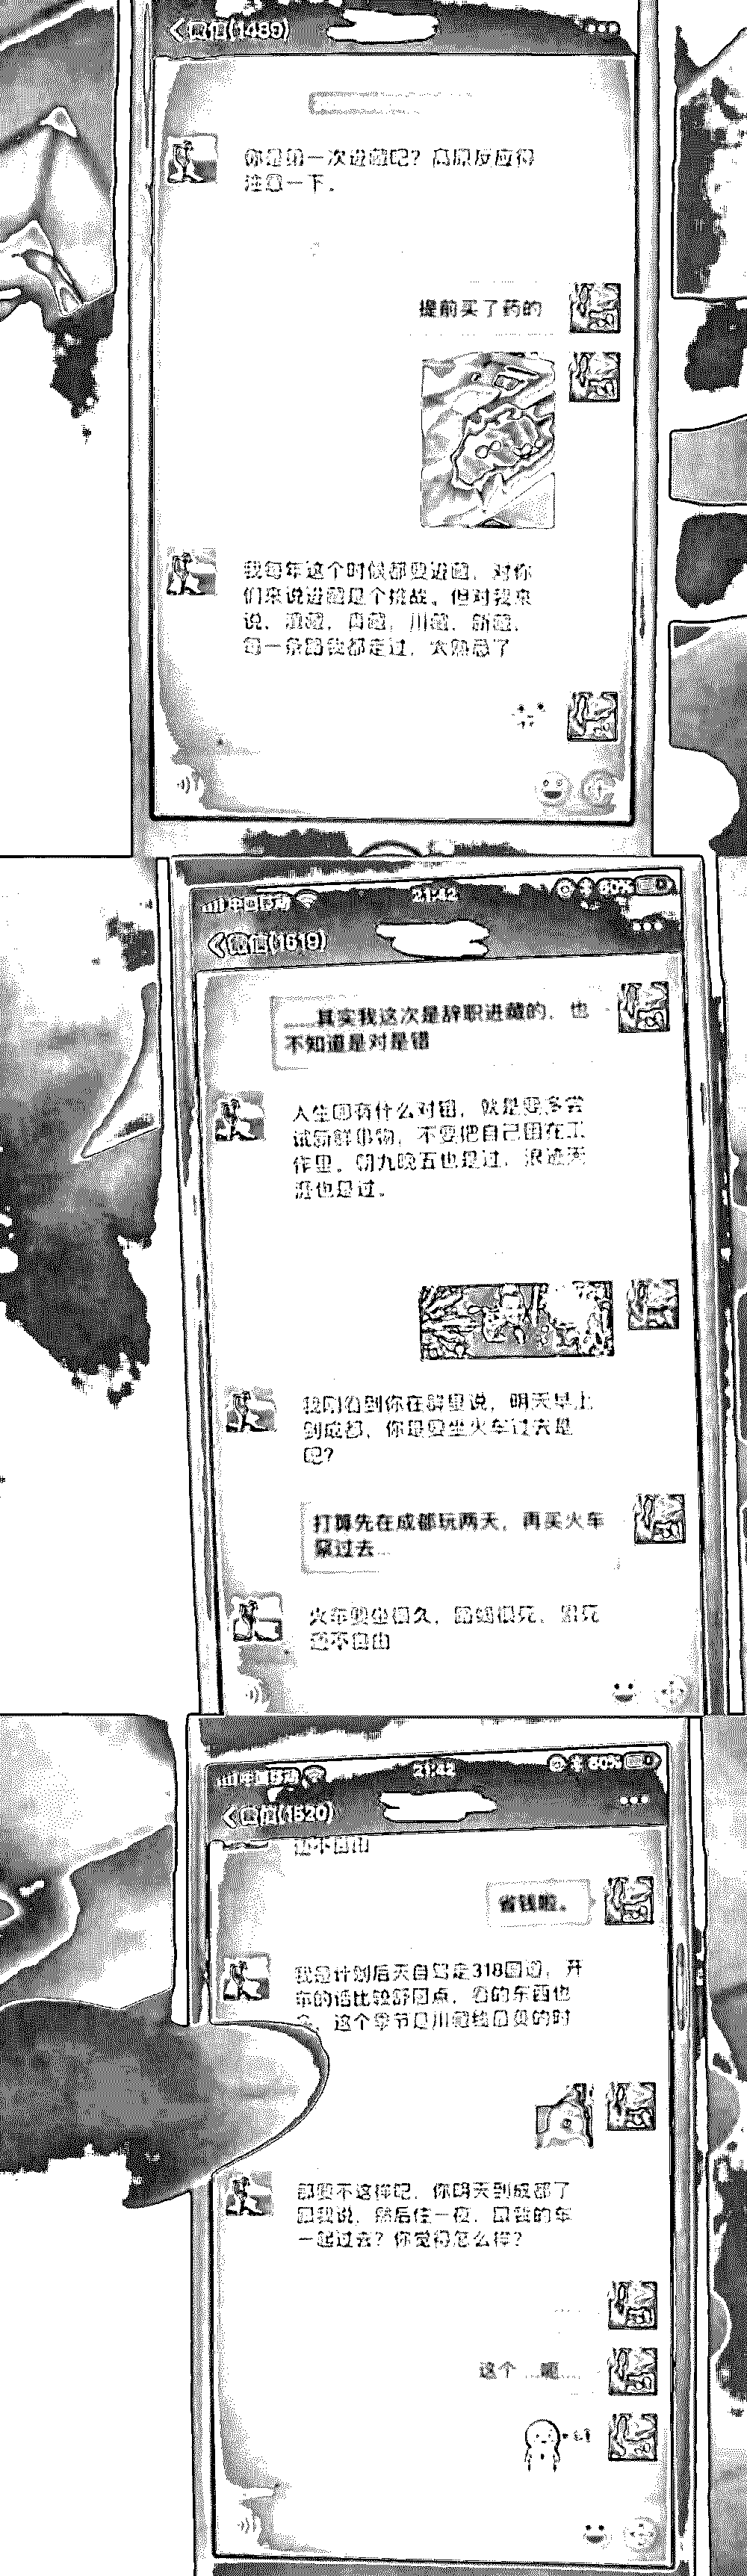 微信(1489)
你是第一次进藏吧？高原反应得
注意一下。
提前买了药的
我每年这个时候都要进藏，对你
们来说进藏是个挑战。但对我来
说，滇藏，青藏，川藏，新藏，
每一条路我都走过，太熟悉了
中国移动 21:42 60%
微信(1619)
……其实我这次是辞职进藏的，也
不知道是对是错
人生哪有什么对错，就是要多尝
试新鲜事物，不要把自己困在工
作里。朝九晚五也是过，浪迹天
涯也是过。
我刚看到你在群里说，明天早上
到成都，你是要坐火车过去是
吧？
打算先在成都玩两天，再买火车
票过去…
火车要坐很久，路线很死，
还不自由
中国移动 21:42 60%
微信(1520)
还不自由
省钱啦。
我是计划后天自驾走318国道，开
车的话比较舒服点，看的东西也
多，这个季节是川藏线最美的时
那要不这样吧，你明天到成都了
跟我说，然后住一夜，跟我的车
一起过去？你觉得怎么样？
……
这个……呃……